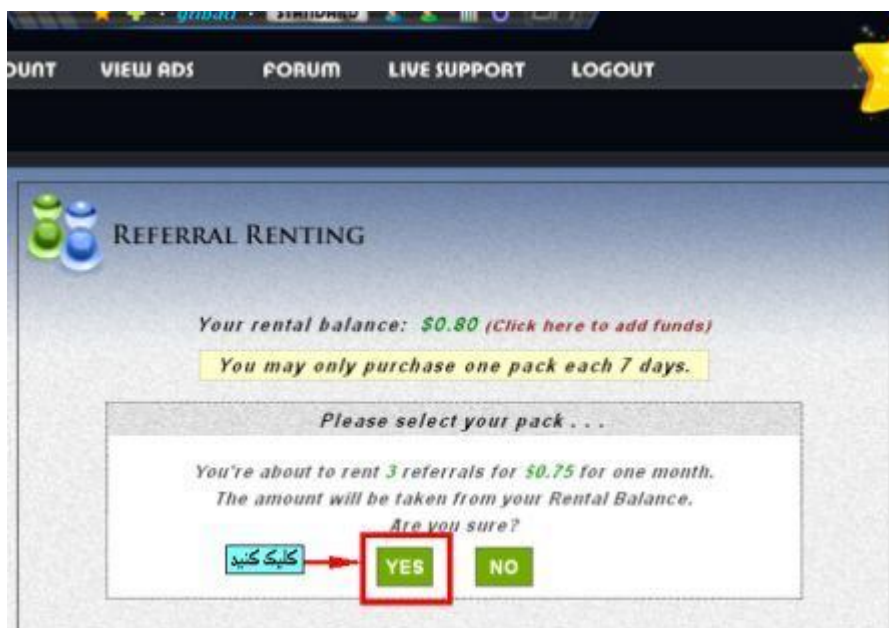 OUNT VIEW ADS FORUM LIVE SUPPORT LOGOUT
REFERRAL RENTING
Your rental balance: $0.80 (Click here to add funds)
You may only purchase one pack each 7 days.
Please select your pack . . .
You're about to rent 3 referrals for $0.75 for one month.
The amount will be taken from your Rental Balance.
Are you sure?
کلیک کنید YES NO